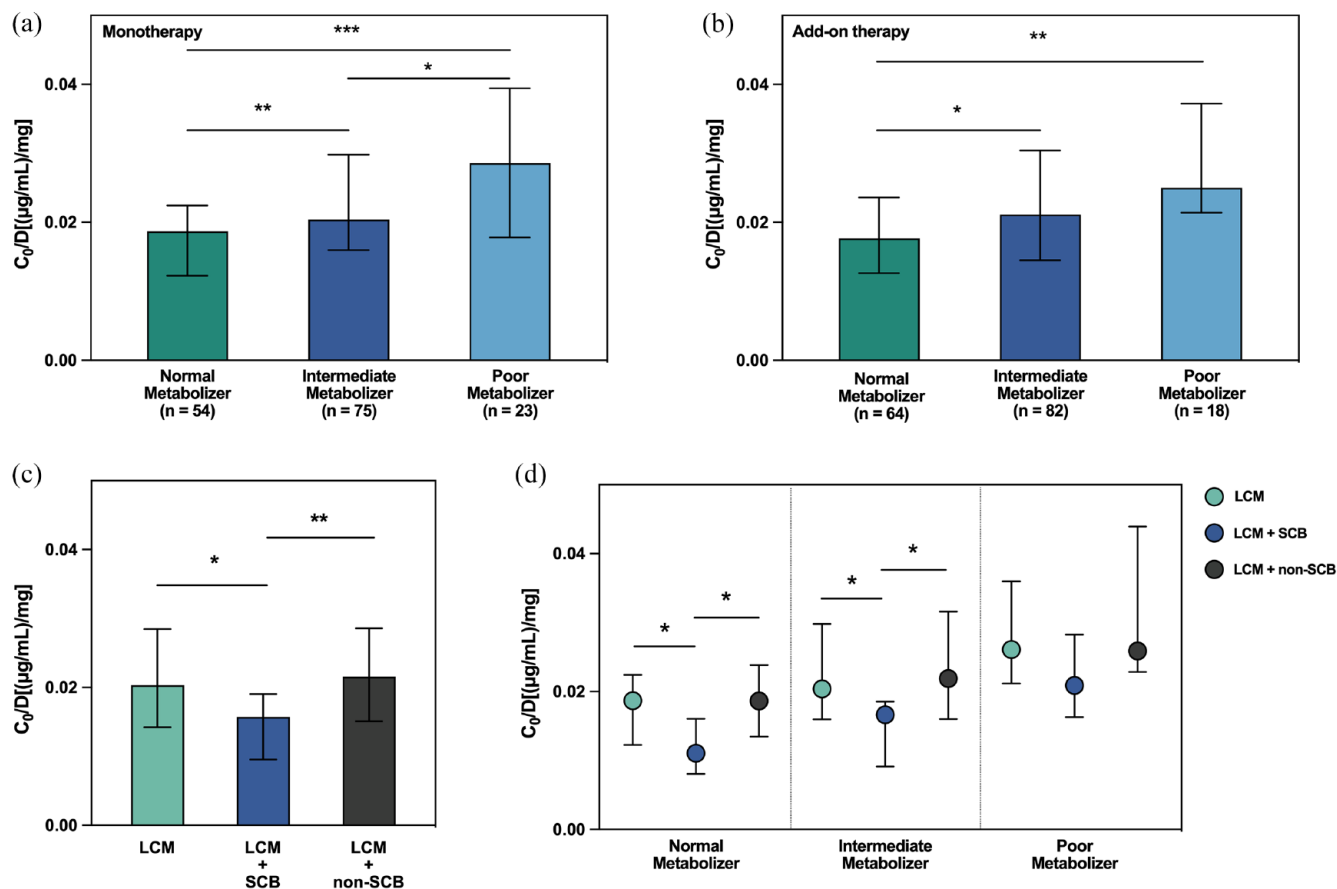 (a)
Monotherapy
***
*
**
C₀/D[(µg/mL)/mg]
0.04
0.02
0.00
Normal
Metabolizer
(n = 54)
Intermediate
Metabolizer
(n = 75)
Poor
Metabolizer
(n = 23)
(b)
Add-on therapy
**
*
C₀/D[(µg/mL)/mg]
0.04
0.02
0.00
Normal
Metabolizer
(n = 64)
Intermediate
Metabolizer
(n = 82)
Poor
Metabolizer
(n = 18)
(c)
**
*
C₀/D[(µg/mL)/mg]
0.04
0.02
0.00
LCM
LCM
+
SCB
LCM
+
non-SCB
(d)
LCM
LCM + SCB
LCM + non-SCB
*
*
*
*
C₀/D[(µg/mL)/mg]
0.04
0.02
0.00
Normal
Metabolizer
Intermediate
Metabolizer
Poor
Metabolizer